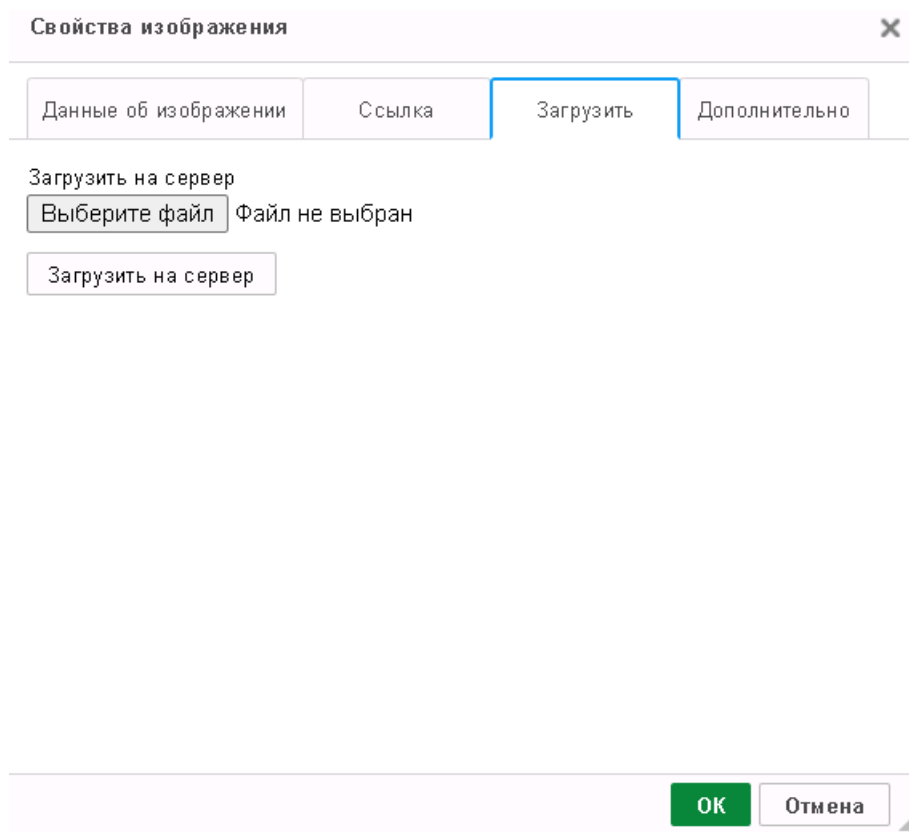 Свойства изображения
Данные об изображении Ссылка Загрузить Дополнительно
Загрузить на сервер
Выберите файл Файл не выбран
Загрузить на сервер
ОК Отмена